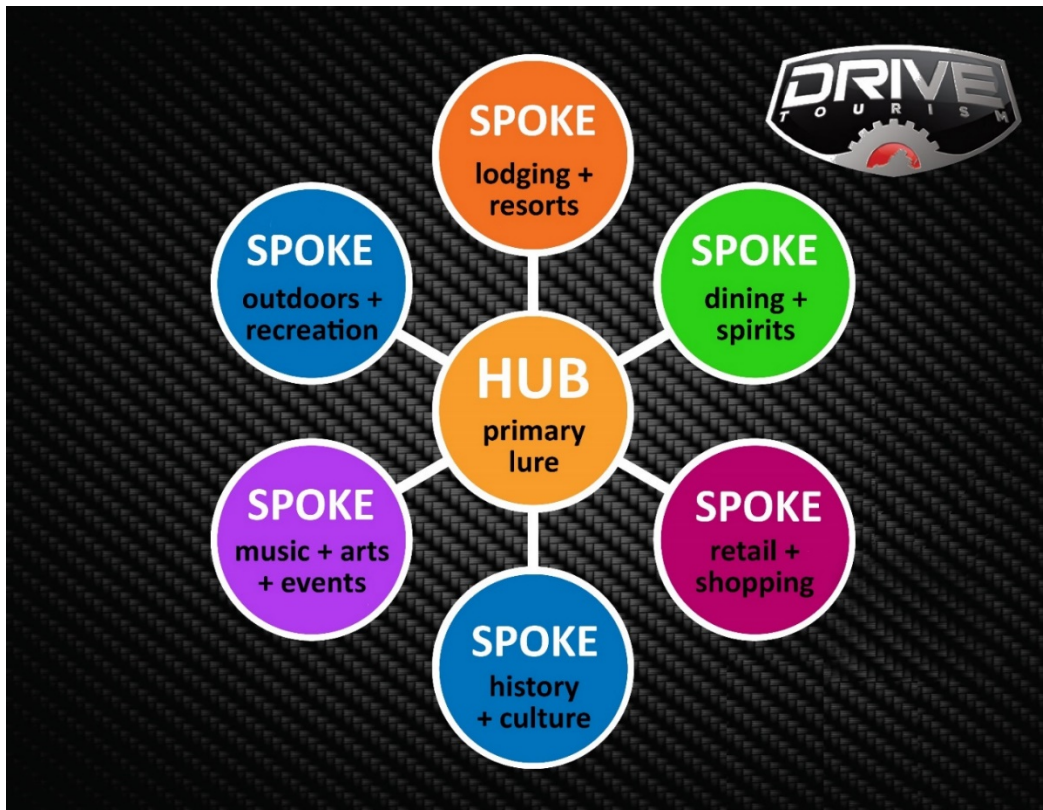 DRIVE
TOURISM
SPOKE
lodging +
resorts
SPOKE
outdoors +
recreation
SPOKE
dining +
spirits
HUB
primary
lure
SPOKE
music + arts
+ events
SPOKE
retail +
shopping
SPOKE
history
+ culture